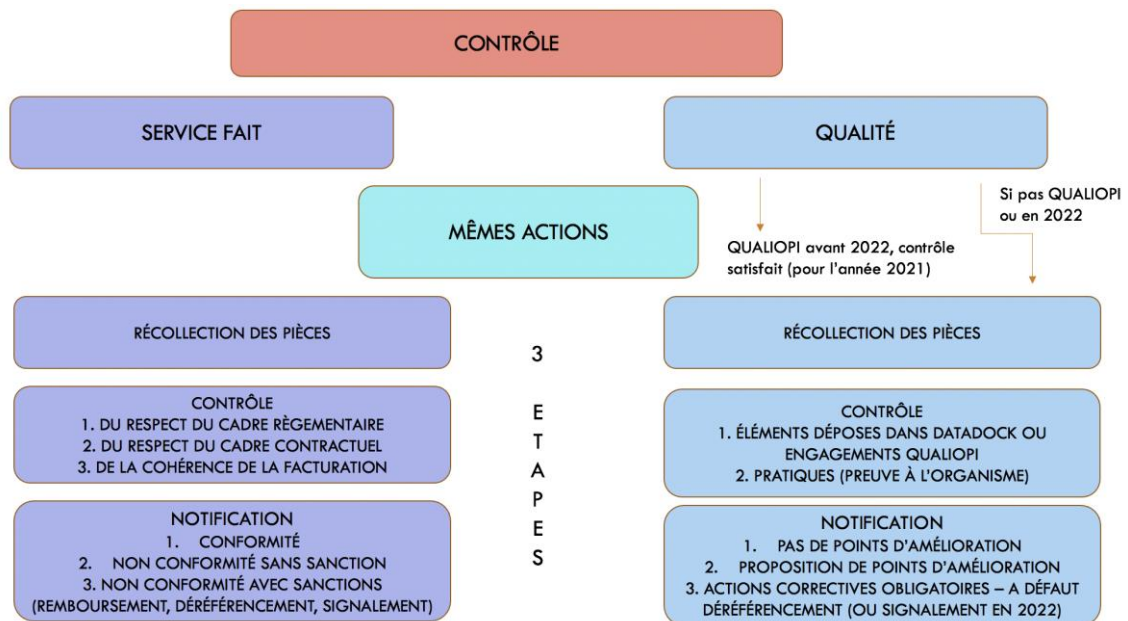 CONTRÔLE
SERVICE FAIT
QUALITÉ
Si pas QUALIOPI
ou en 2022
MÊMES ACTIONS
QUALIOPI avant 2022, contrôle
satisfait (pour l'année 2021)
RÉCOLLECTION DES PIÈCES
3
E
T
A
P
E
S
RÉCOLLECTION DES PIÈCES
CONTRÔLE
1. DU RESPECT DU CADRE RÈGEMENTAIRE
2. DU RESPECT DU CADRE CONTRACTUEL
3. DE LA COHÉRENCE DE LA FACTURATION
CONTRÔLE
1. ÉLÉMENTS DÉPOSES DANS DATADOCK OU
ENGAGEMENTS QUALIOPI
2. PRATIQUES (PREUVE À L'ORGANISME)
NOTIFICATION
1. CONFORMITÉ
2. NON CONFORMITÉ SANS SANCTION
3. NON CONFORMITÉ AVEC SANCTIONS
(REMBOURSEMENT, DÉRÉFÉRENCEMENT, SIGNALEMENT)
NOTIFICATION
1. PAS DE POINTS D'AMÉLIORATION
2. PROPOSITION DE POINTS D'AMÉLIORATION
3. ACTIONS CORRECTIVES OBLIGATOIRES – A DÉFAUT
DÉRÉFÉRENCEMENT (OU SIGNALEMENT EN 2022)